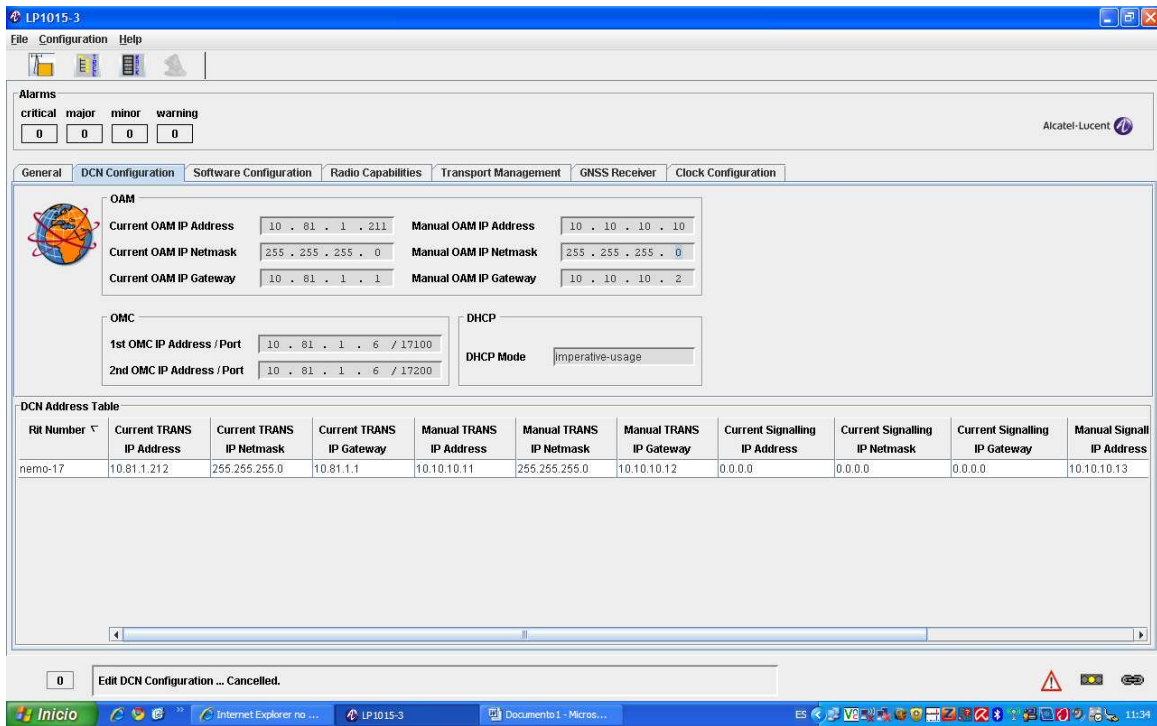 LP1015-3
File Configuration Help
Alarms
critical major minor warning
0 0 0 0
Alcatel-Lucent
General DCN Configuration Software Configuration Radio Capabilities Transport Management GNSS Receiver Clock Configuration
OAM
Current OAM IP Address 10 . 81 . 1 . 211 Manual OAM IP Address 10 . 10 . 10 . 10
Current OAM IP Netmask 255 . 255 . 255 . 0 Manual OAM IP Netmask 255 . 255 . 255 . 0
Current OAM IP Gateway 10 . 81 . 1 . 1 Manual OAM IP Gateway 10 . 10 . 10 . 2
OMC DHCP
1st OMC IP Address / Port 10 . 81 . 1 . 6 / 17100
DHCP Mode imperative-usage
2nd OMC IP Address / Port 10 . 81 . 1 . 6 / 17200
DCN Address Table
Rit Number Current TRANS Current TRANS Current TRANS Manual TRANS Manual TRANS Manual TRANS Current Signalling Current Signalling Current Signalling Manual Signall
IP Address IP Netmask IP Gateway IP Address IP Netmask IP Gateway IP Address IP Netmask IP Gateway IP Address
nemo-17 10.81.1.212 255.255.255.0 10.81.1.1 10.10.10.11 255.255.255.0 10.10.10.12 0.0.0.0 0.0.0.0 0.0.0.0 10.10.10.13
0 Edit DCN Configuration ... Cancelled.
Inicio Internet Explorer no ... LP1015-3 Documento1 - Micros... ES 11:34